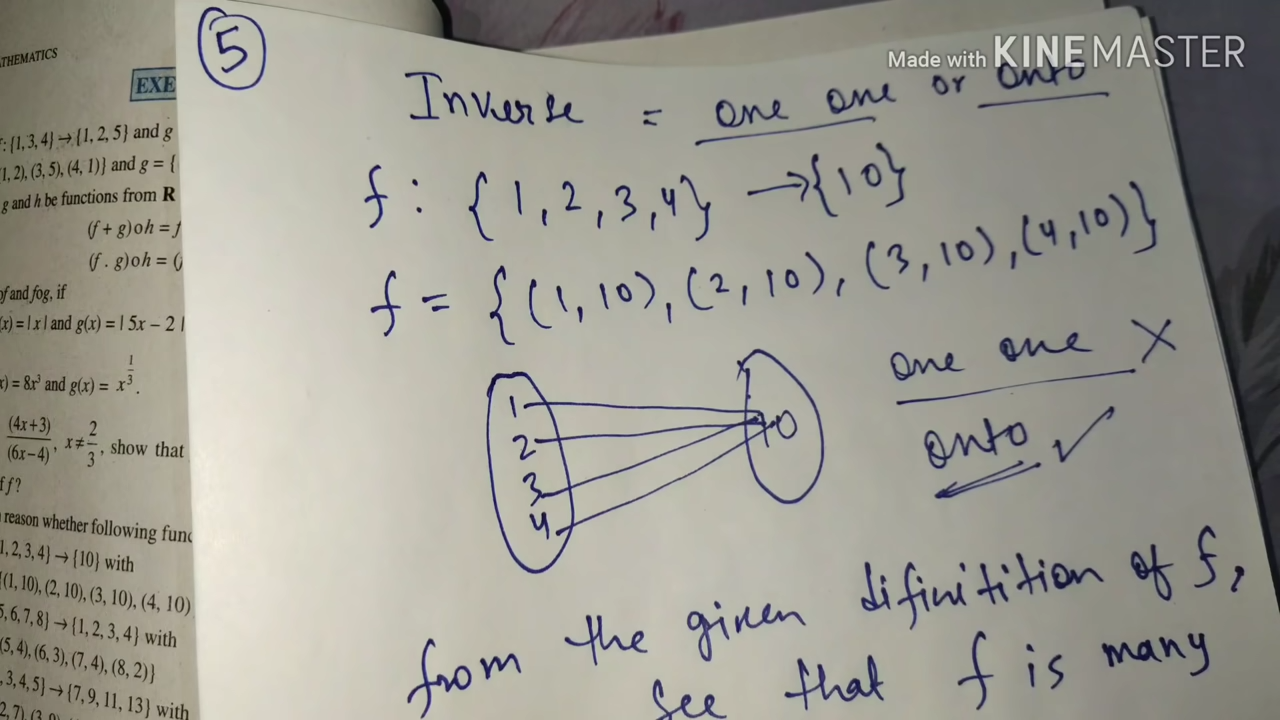 THEMATICS
EXE
f : {1, 3, 4} → {1, 2, 5} and g
1, 2), (3, 5), (4, 1)} and g = {
g and h be functions from R
(f + g)oh = f
(f . g)oh = (
of and fog, if
(x) = | x | and g(x) = | 5x – 2 |
x) = 8x³ and g(x) = x^(1/3).
(4x+3)/(6x–4), x ≠ 2/3, show that
f f ?
reason whether following func
1, 2, 3, 4} → {10} with
{(1, 10), (2, 10), (3, 10), (4, 10)
5, 6, 7, 8} → {1, 2, 3, 4} with
(5, 4), (6, 3), (7, 4), (8, 2)}
, 3, 4, 5} → {7, 9, 11, 13} with
Made with KINEMASTER
5
Inverse = one one or onto
f : {1, 2, 3, 4} → {10}
f = {(1, 10), (2, 10), (3, 10), (4, 10)}
1
2
3
4
10
one one X
onto ✓
from the given difinitition of f,
see that f is many